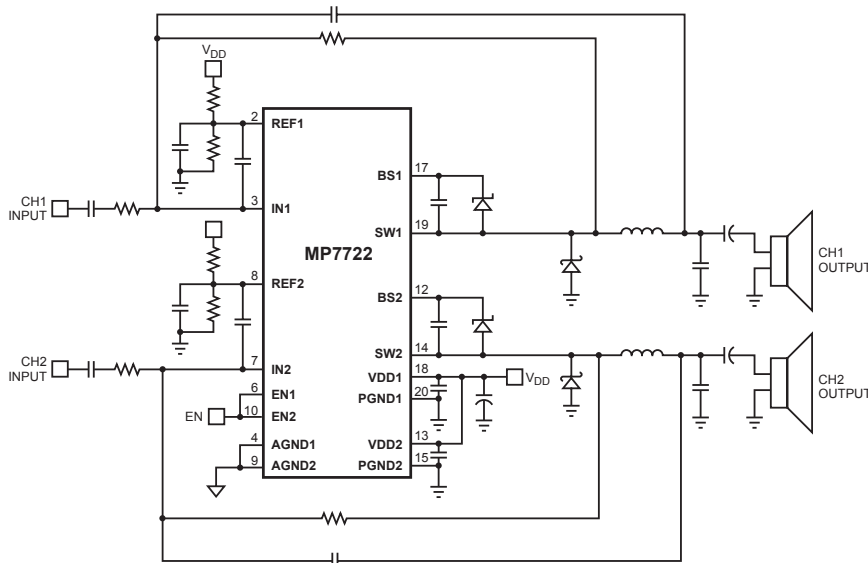 VDD
2
REF1
17
BS1
CH1
INPUT
3
IN1
19
SW1
MP7722
CH1
OUTPUT
8
REF2
12
BS2
14
SW2
CH2
INPUT
7
IN2
18
VDD1
VDD
CH2
OUTPUT
6
EN1
20
PGND1
EN
10
EN2
4
AGND1
13
VDD2
9
AGND2
15
PGND2